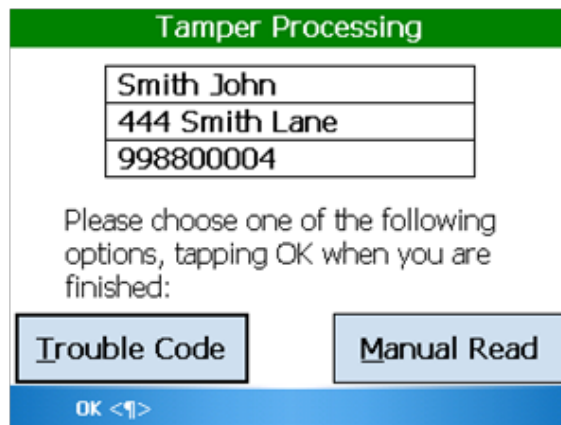 Tamper Processing
Smith John
444 Smith Lane
998800004
Please choose one of the following
options, tapping OK when you are
finished:
Trouble Code
Manual Read
OK <¶>